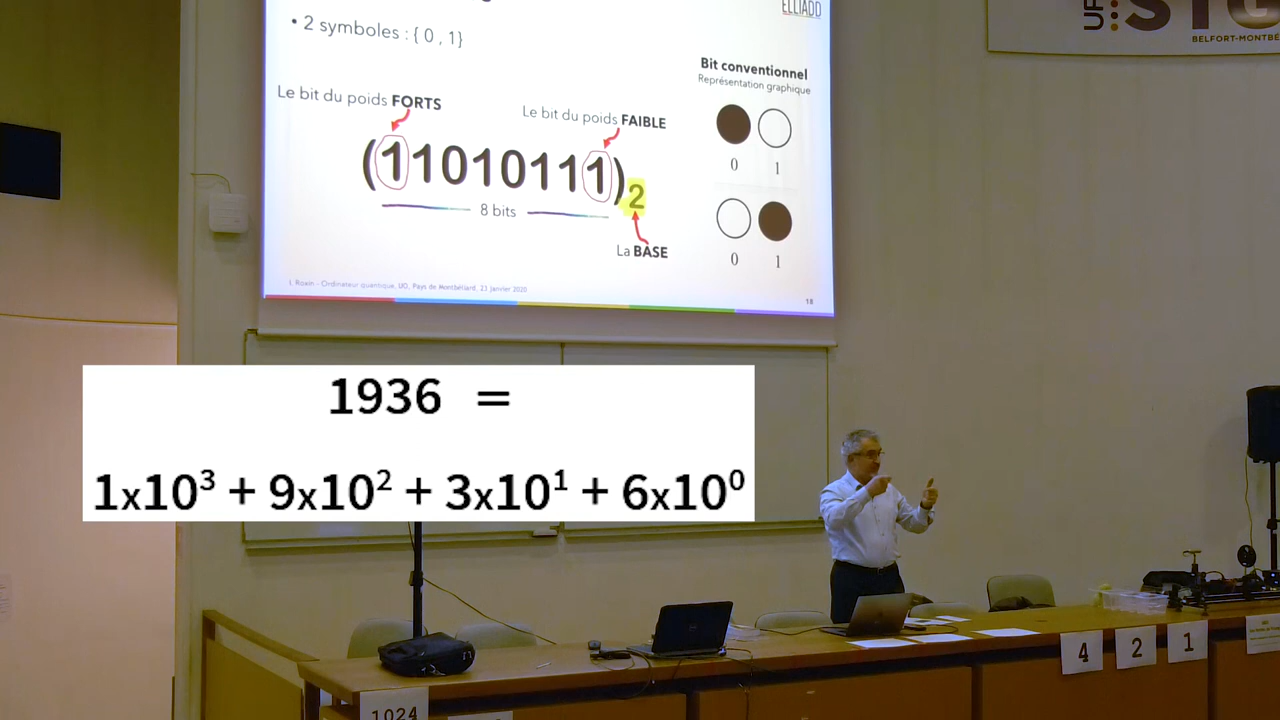 ELLIADD
• 2 symboles : { 0 , 1}
Le bit du poids FORTS
Le bit du poids FAIBLE
(11010111)2
8 bits
La BASE
Bit conventionnel
Représentation graphique
0 1
0 1
I. Roxin - Ordinateur quantique, UO, Pays de Montbéliard, 23 Janvier 2020
18
STG
BELFORT-MONTBÉ
1936 =
1x10³ + 9x10² + 3x10¹ + 6x10⁰
4 2 1
1024